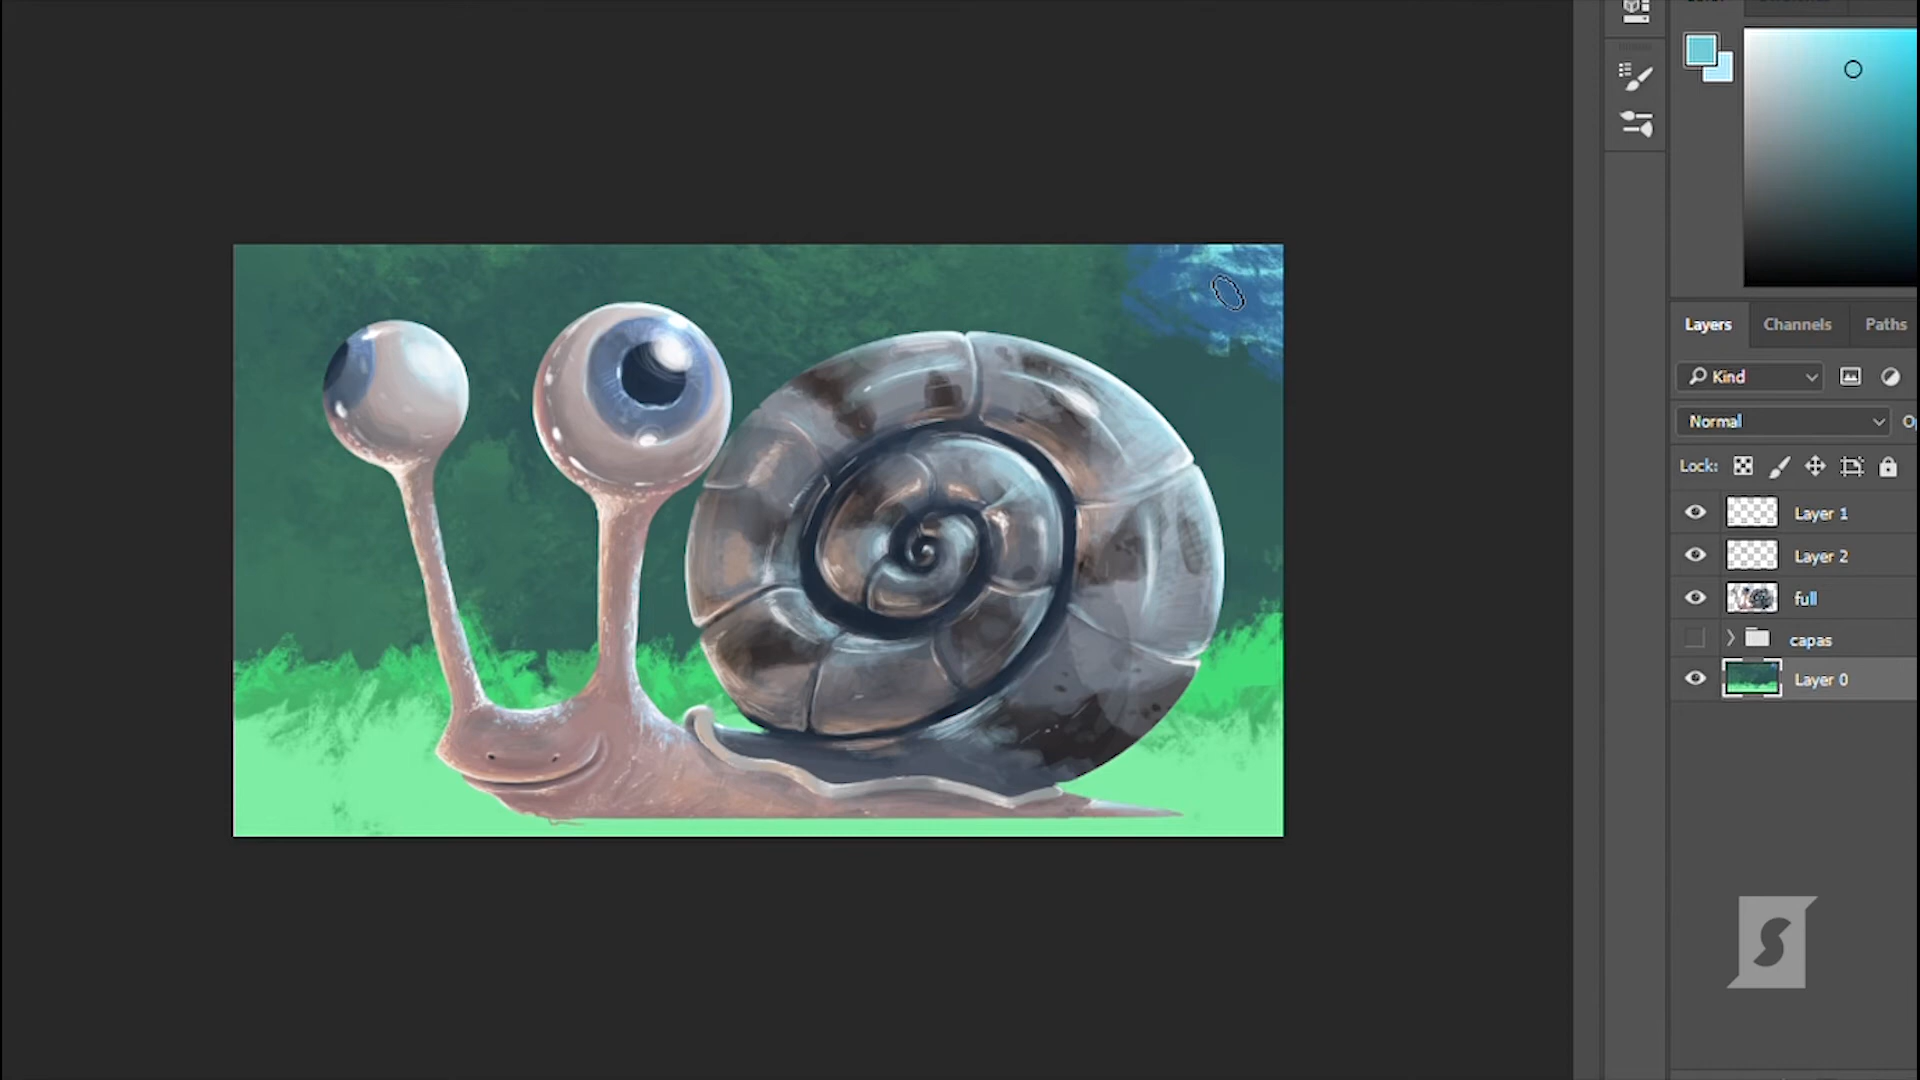 Layers Channels Paths
Kind
Normal
Lock:
Layer 1
Layer 2
full
capas
Layer 0
S